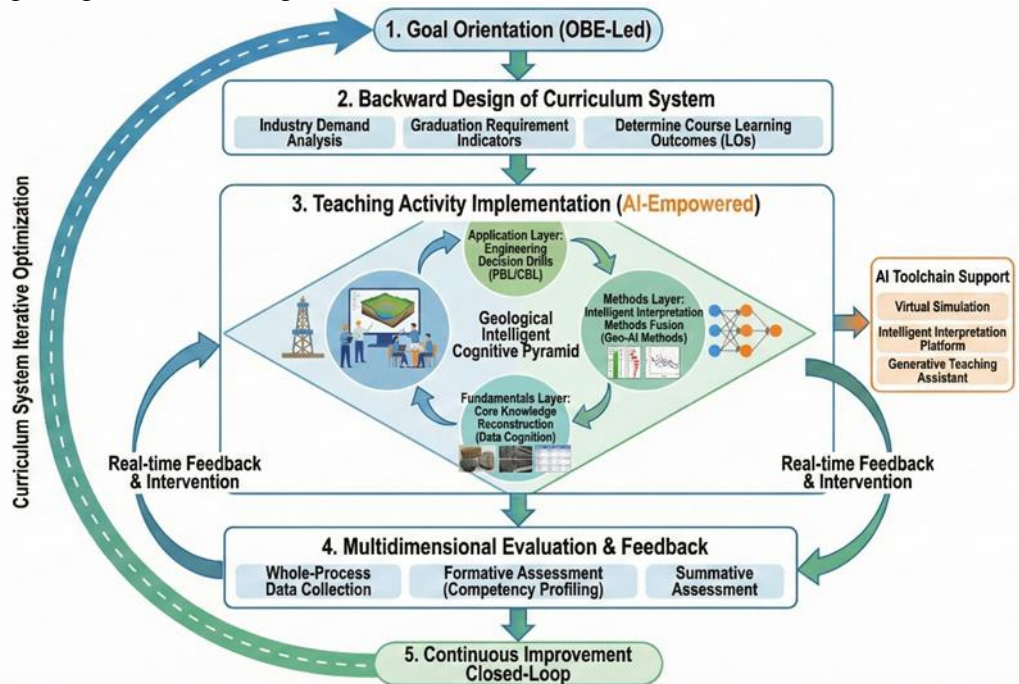 1. Goal Orientation (OBE-Led)
2. Backward Design of Curriculum System
Industry Demand
Analysis
Graduation Requirement
Indicators
Determine Course Learning
Outcomes (LOs)
3. Teaching Activity Implementation (AI-Empowered)
Application Layer:
Engineering
Decision Drills
(PBL/CBL)
Geological
Intelligent
Cognitive Pyramid
Methods Layer:
Intelligent Interpretation
Methods Fusion
(Geo-AI Methods)
Fundamentals Layer:
Core Knowledge
Reconstruction
(Data Cognition)
AI Toolchain Support
Virtual Simulation
Intelligent Interpretation
Platform
Generative Teaching
Assistant
Curriculum System Iterative Optimization
Real-time Feedback
& Intervention
Real-time Feedback
& Intervention
4. Multidimensional Evaluation & Feedback
Whole-Process
Data Collection
Formative Assessment
(Competency Profiling)
Summative
Assessment
5. Continuous Improvement
Closed-Loop